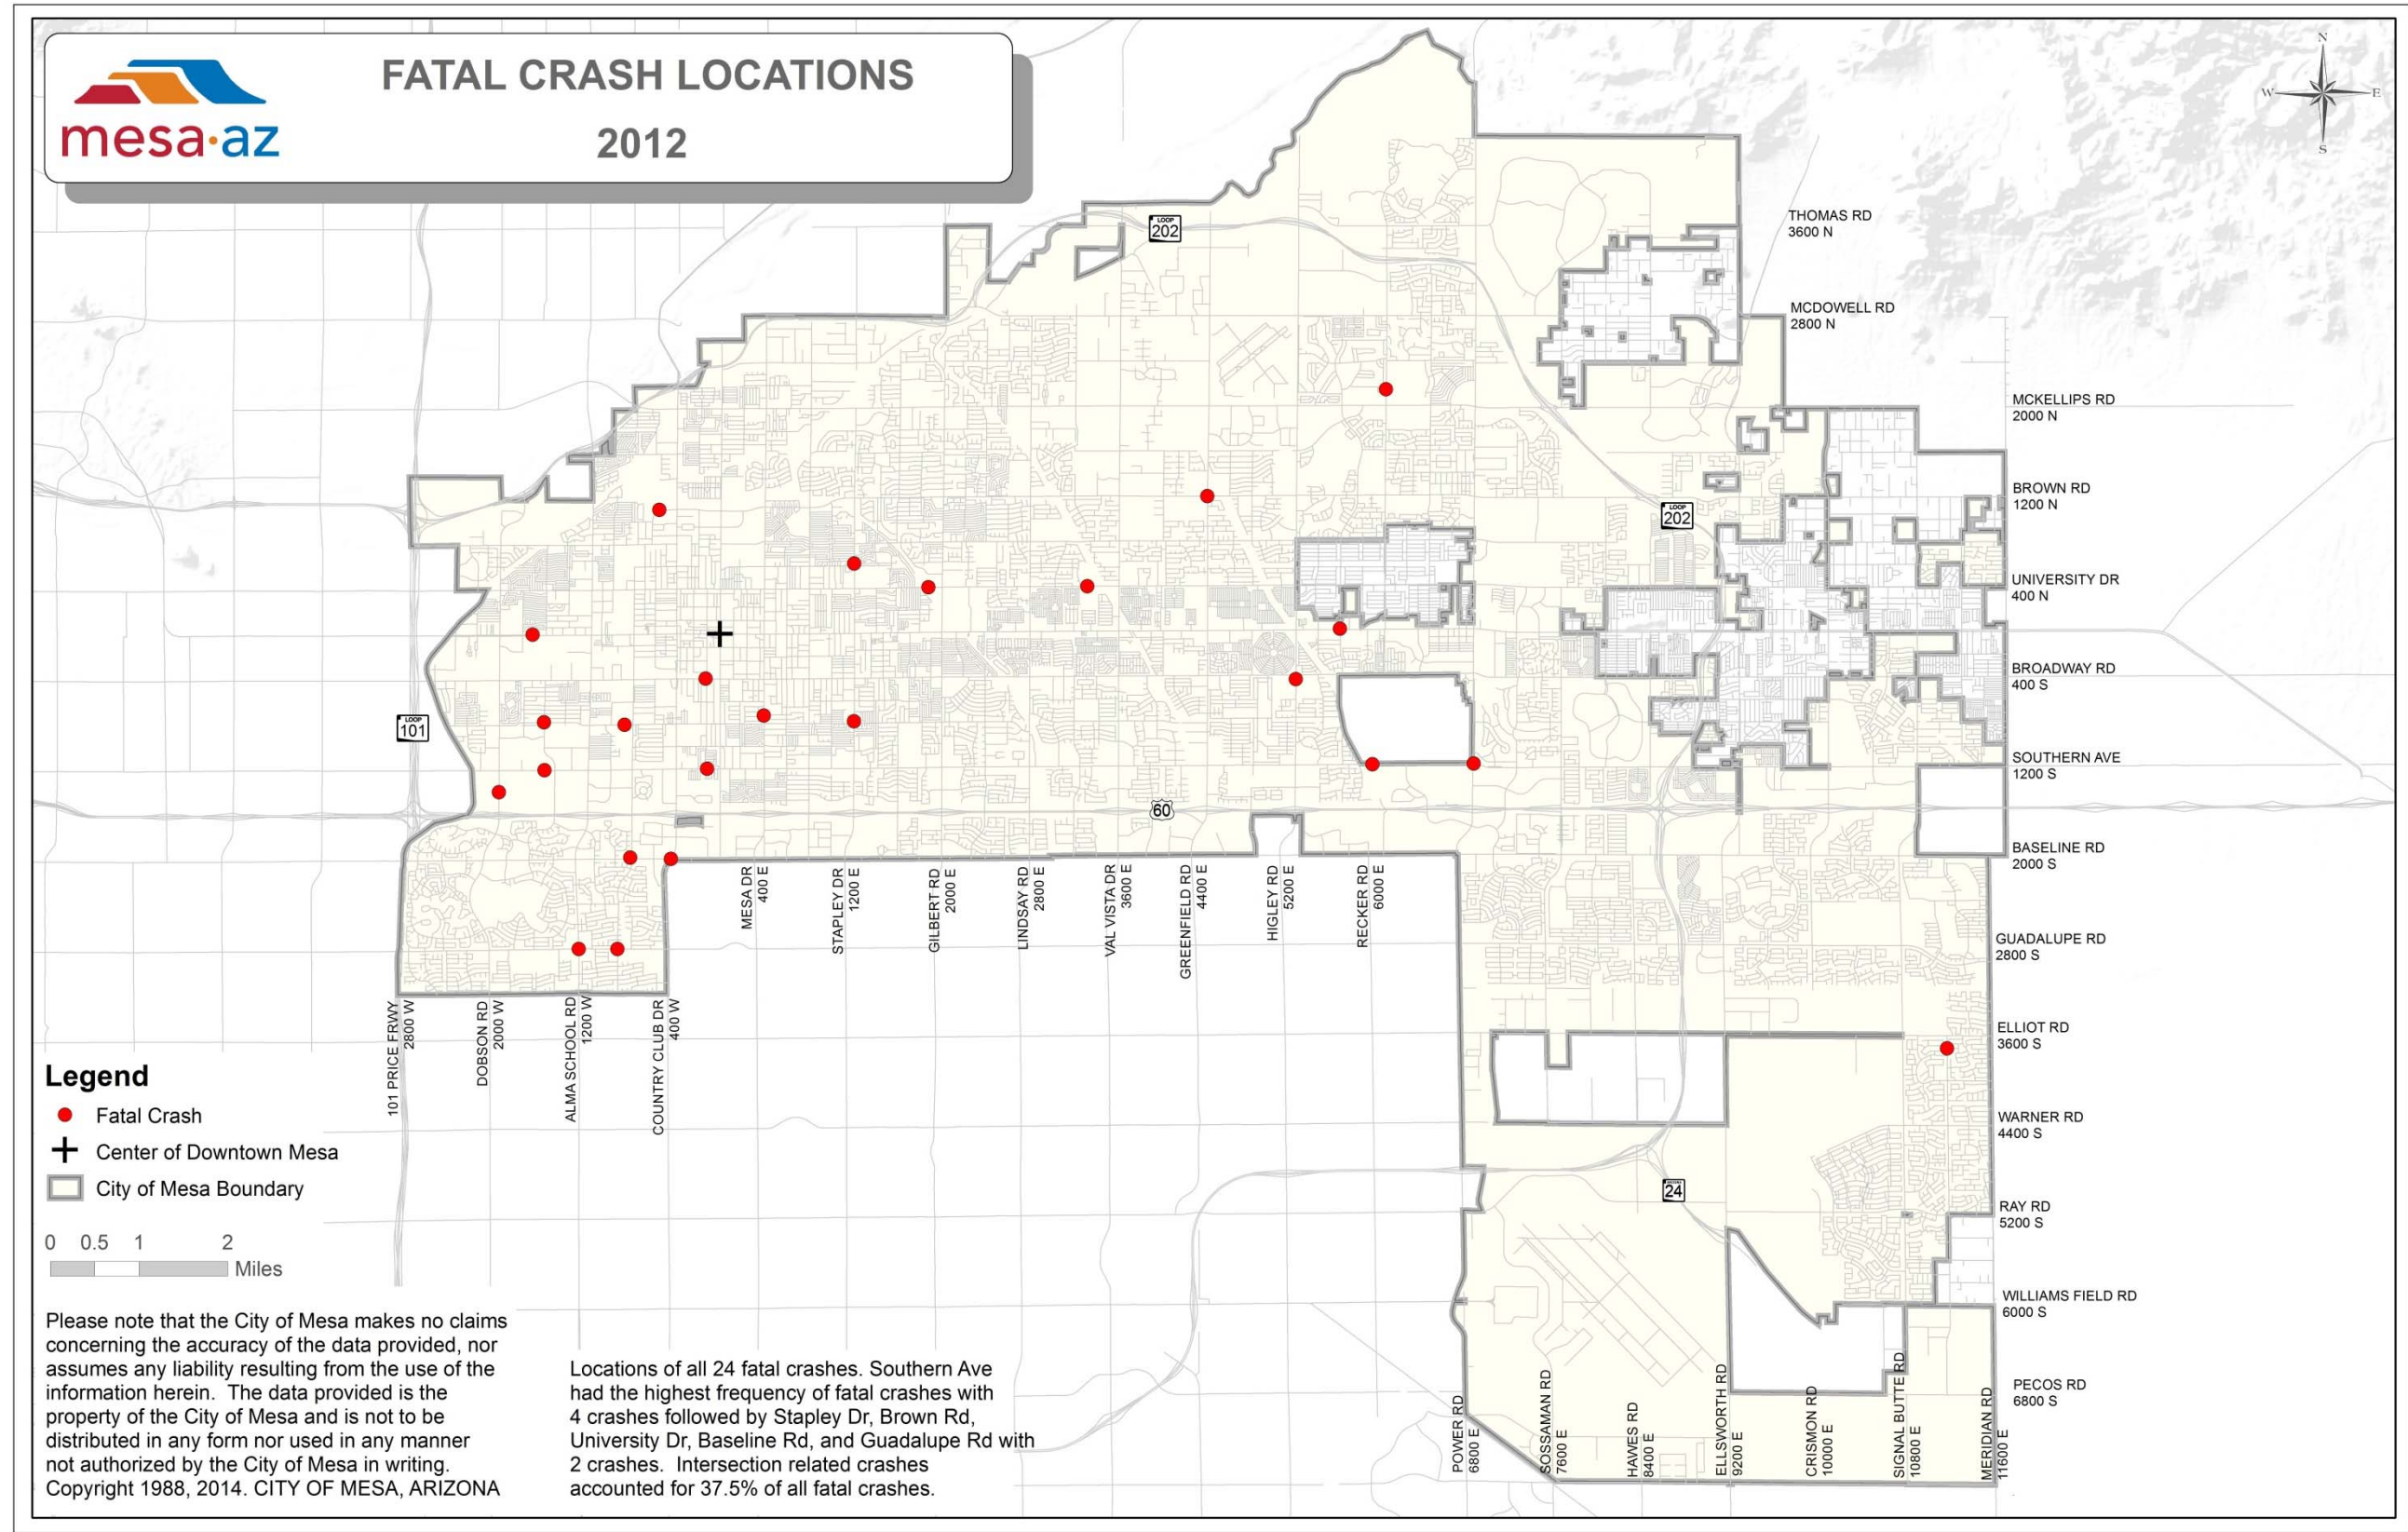 mesa·az
FATAL CRASH LOCATIONS
2012
N
W
E
S
LOOP
202
THOMAS RD
3600 N
MCDOWELL RD
2800 N
MCKELLIPS RD
2000 N
BROWN RD
1200 N
LOOP
202
UNIVERSITY DR
400 N
BROADWAY RD
400 S
LOOP
101
SOUTHERN AVE
1200 S
60
BASELINE RD
2000 S
MESA DR
400 E
STAPLEY DR
1200 E
GILBERT RD
2000 E
LINDSAY RD
2800 E
VAL VISTA DR
3600 E
GREENFIELD RD
4400 E
HIGLEY RD
5200 E
RECKER RD
6000 E
GUADALUPE RD
2800 S
101 PRICE FRWY
2800 W
DOBSON RD
2000 W
ALMA SCHOOL RD
1200 W
COUNTRY CLUB DR
400 W
ELLIOT RD
3600 S
WARNER RD
4400 S
24
RAY RD
5200 S
WILLIAMS FIELD RD
6000 S
PECOS RD
6800 S
POWER RD
6800 E
SOSSAMAN RD
7600 E
HAWES RD
8400 E
ELLSWORTH RD
9200 E
CRISMON RD
10000 E
SIGNAL BUTTE RD
10800 E
MERIDIAN RD
11600 E
Legend
Fatal Crash
Center of Downtown Mesa
City of Mesa Boundary
0 0.5 1 2
Miles
Please note that the City of Mesa makes no claims
concerning the accuracy of the data provided, nor
assumes any liability resulting from the use of the
information herein. The data provided is the
property of the City of Mesa and is not to be
distributed in any form nor used in any manner
not authorized by the City of Mesa in writing.
Copyright 1988, 2014. CITY OF MESA, ARIZONA
Locations of all 24 fatal crashes. Southern Ave
had the highest frequency of fatal crashes with
4 crashes followed by Stapley Dr, Brown Rd,
University Dr, Baseline Rd, and Guadalupe Rd with
2 crashes. Intersection related crashes
accounted for 37.5% of all fatal crashes.